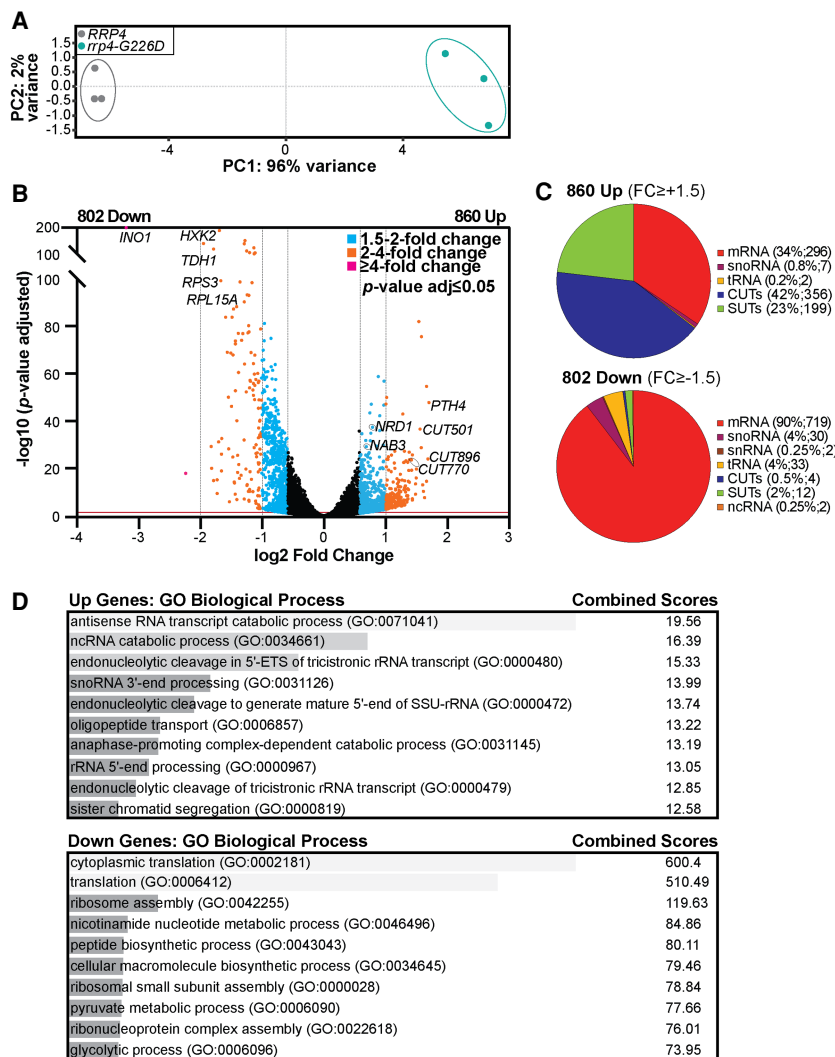 A
RRP4
rrp4-G226D
PC2: 2%
variance
1.5
1.0
0.5
0.0
-0.5
-1.0
-1.5
-4
0
4
PC1: 96% variance
B
802 Down
860 Up
200
100
100
80
60
40
20
0
-log10 (p-value adjusted)
INO1
HXK2
TDH1
RPS3
RPL15A
1.5-2-fold change
2-4-fold change
≥4-fold change
p-value adj≤0.05
PTH4
NRD1
CUT501
NAB3
CUT896
CUT770
-4
-3
-2
-1
0
1
2
3
log2 Fold Change
C
860 Up (FC≥+1.5)
mRNA (34%;296)
snoRNA (0.8%;7)
tRNA (0.2%;2)
CUTs (42%;356)
SUTs (23%;199)
802 Down (FC≥-1.5)
mRNA (90%;719)
snoRNA (4%;30)
snRNA (0.25%;2)
tRNA (4%;33)
CUTs (0.5%;4)
SUTs (2%;12)
ncRNA (0.25%;2)
D
Up Genes: GO Biological Process Combined Scores
antisense RNA transcript catabolic process (GO:0071041) 19.56
ncRNA catabolic process (GO:0034661) 16.39
endonucleolytic cleavage in 5'-ETS of tricistronic rRNA transcript (GO:0000480) 15.33
snoRNA 3'-end processing (GO:0031126) 13.99
endonucleolytic cleavage to generate mature 5'-end of SSU-rRNA (GO:0000472) 13.74
oligopeptide transport (GO:0006857) 13.22
anaphase-promoting complex-dependent catabolic process (GO:0031145) 13.19
rRNA 5'-end processing (GO:0000967) 13.05
endonucleolytic cleavage of tricistronic rRNA transcript (GO:0000479) 12.85
sister chromatid segregation (GO:0000819) 12.58
Down Genes: GO Biological Process Combined Scores
cytoplasmic translation (GO:0002181) 600.4
translation (GO:0006412) 510.49
ribosome assembly (GO:0042255) 119.63
nicotinamide nucleotide metabolic process (GO:0046496) 84.86
peptide biosynthetic process (GO:0043043) 80.11
cellular macromolecule biosynthetic process (GO:0034645) 79.46
ribosomal small subunit assembly (GO:0000028) 78.84
pyruvate metabolic process (GO:0006090) 77.66
ribonucleoprotein complex assembly (GO:0022618) 76.01
glycolytic process (GO:0006096) 73.95